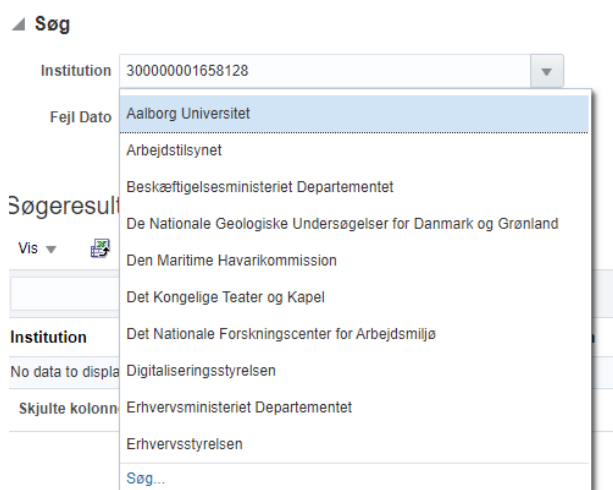 Søg
Institution 300000001658128
Fejl Dato Aalborg Universitet
Arbejdstilsynet
Beskæftigelsesministeriet Departementet
Søgeresult
De Nationale Geologiske Undersøgelser for Danmark og Grønland
Vis
Den Maritime Havarikommission
Det Kongelige Teater og Kapel
Institution Det Nationale Forskningscenter for Arbejdsmiljø
No data to displa Digitaliseringsstyrelsen
Skjulte kolonn Erhvervsministeriet Departementet
Erhvervsstyrelsen
Søg...